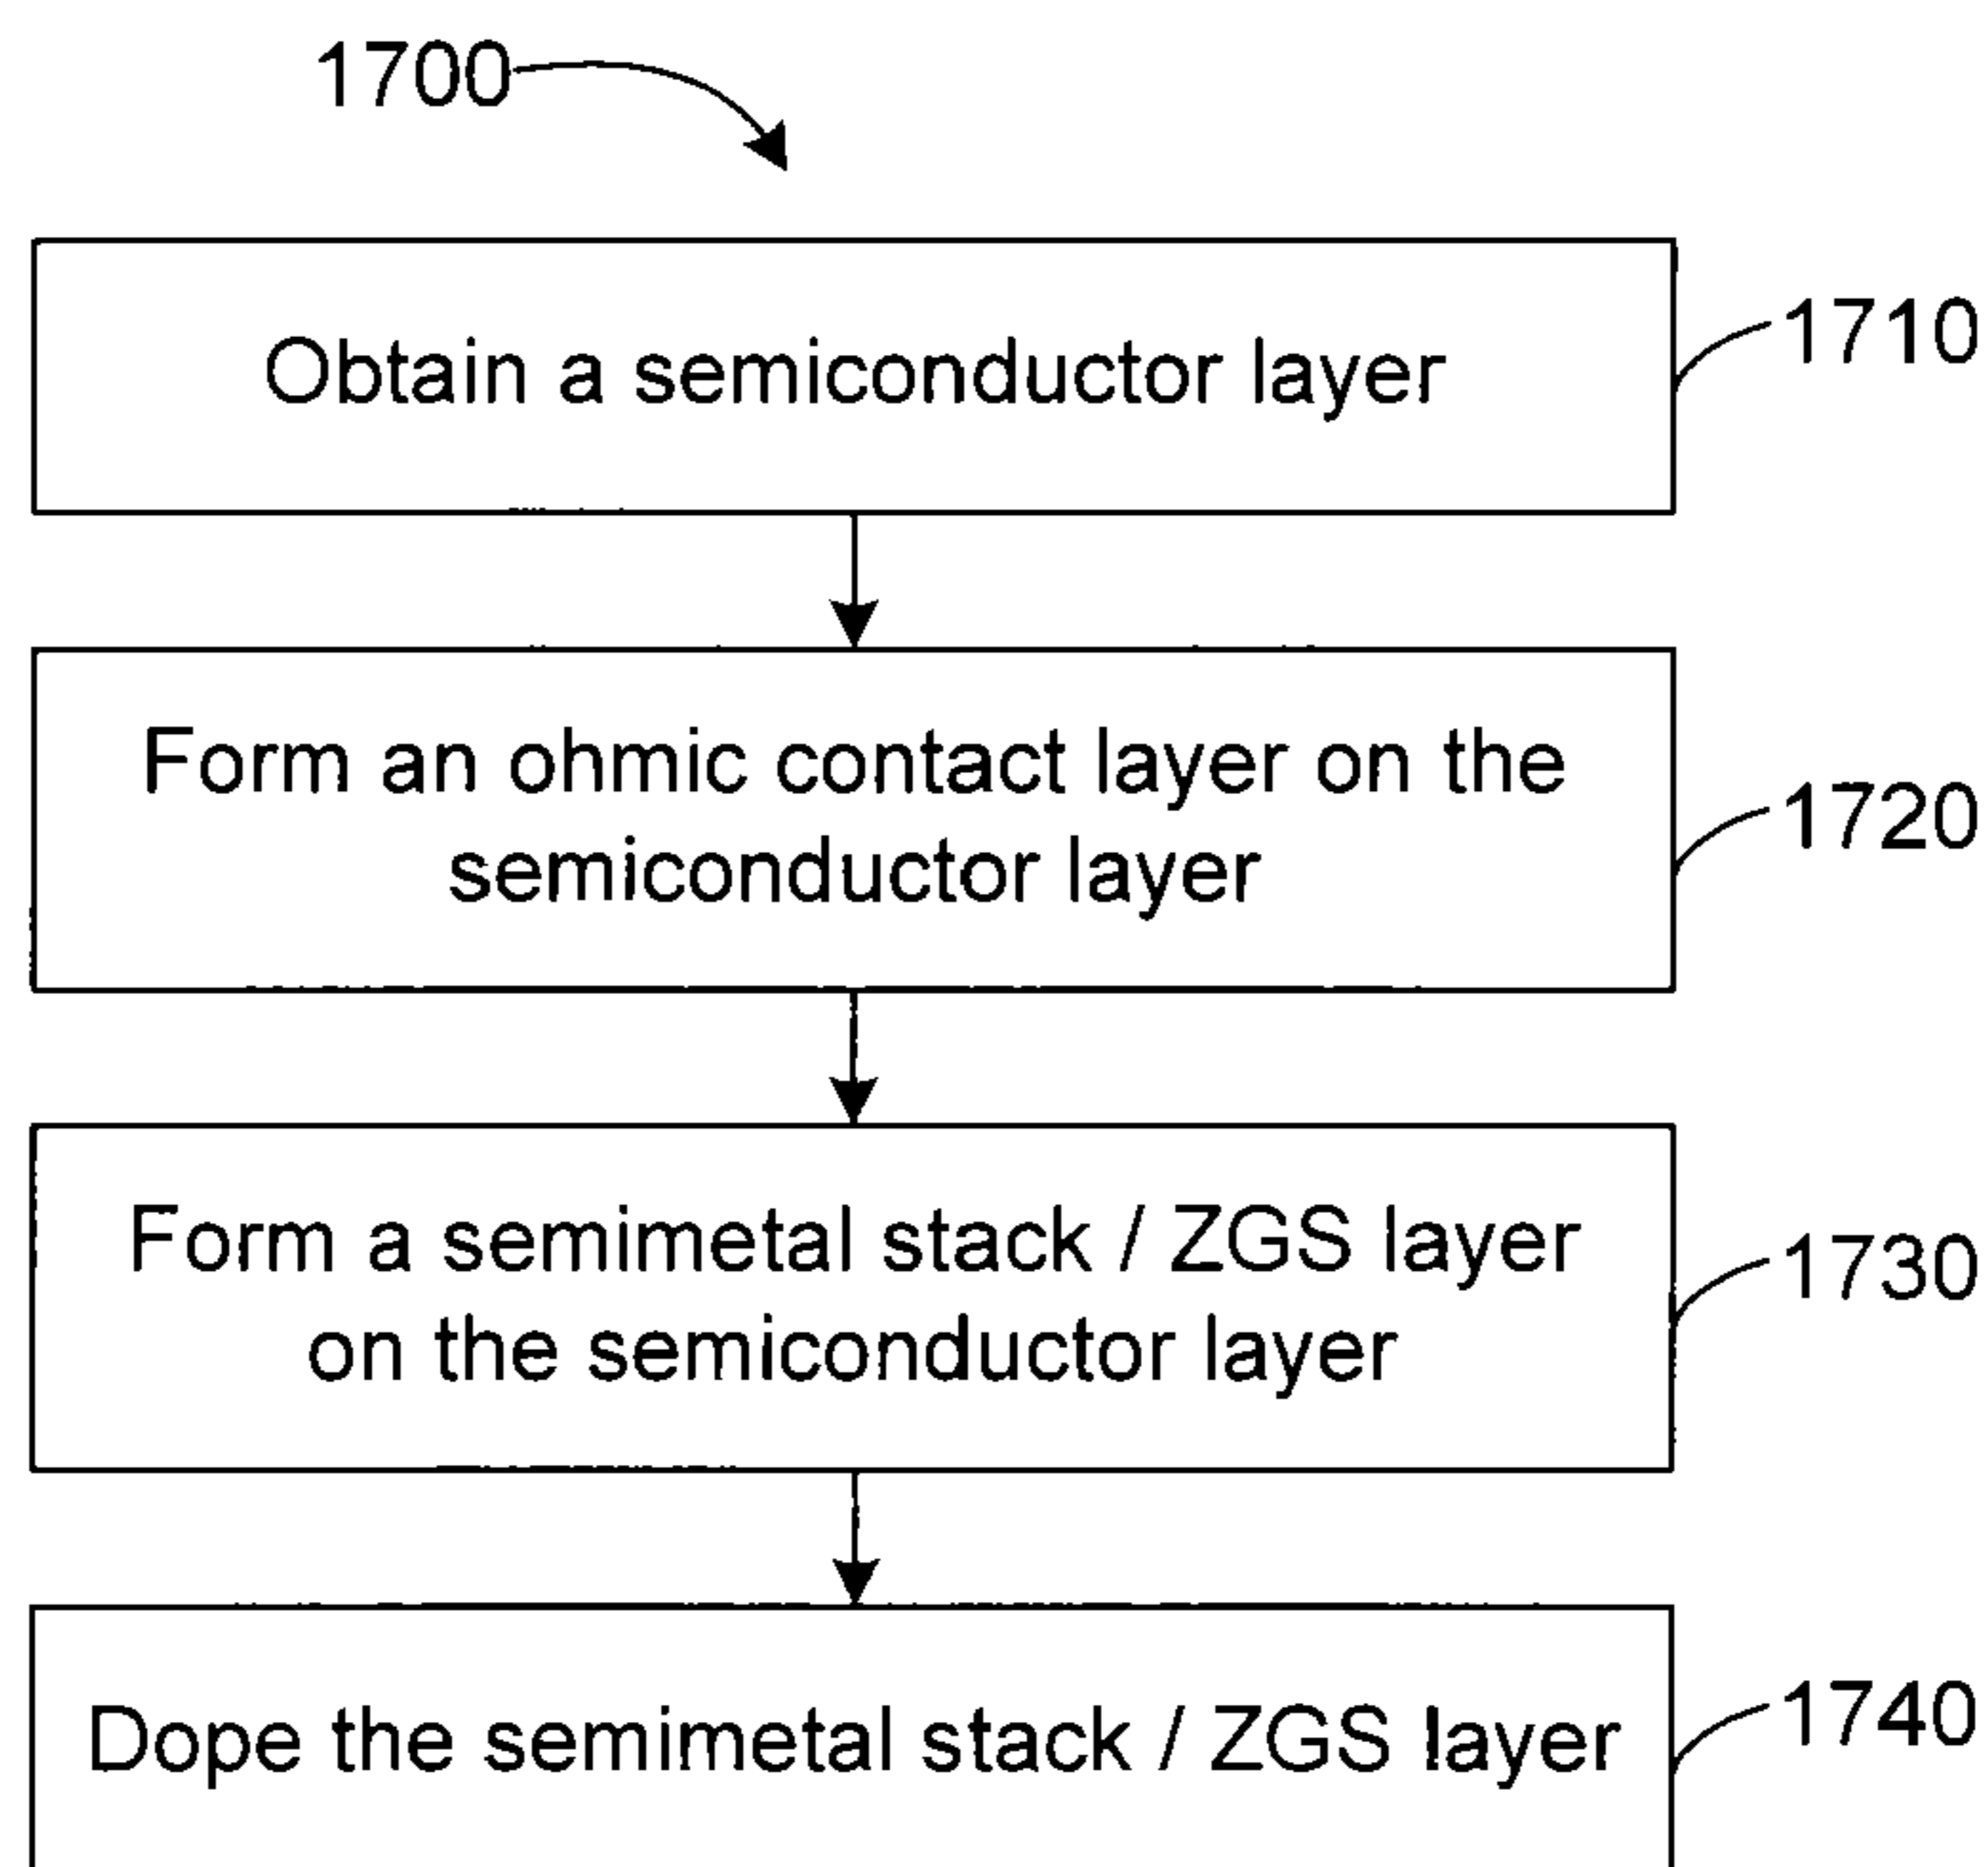 1700
Obtain a semiconductor layer
1710
Form an ohmic contact layer on the
semiconductor layer
1720
Form a semimetal stack / ZGS layer
on the semiconductor layer
1730
Dope the semimetal stack / ZGS layer
1740